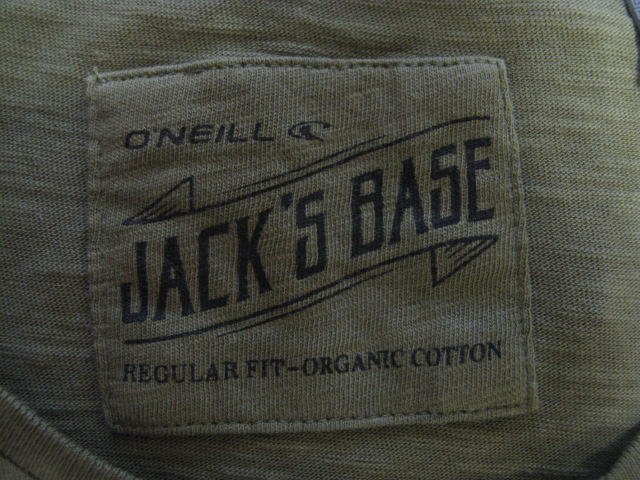 O'NEILL
JACK'S BASE
REGULAR FIT-ORGANIC COTTON